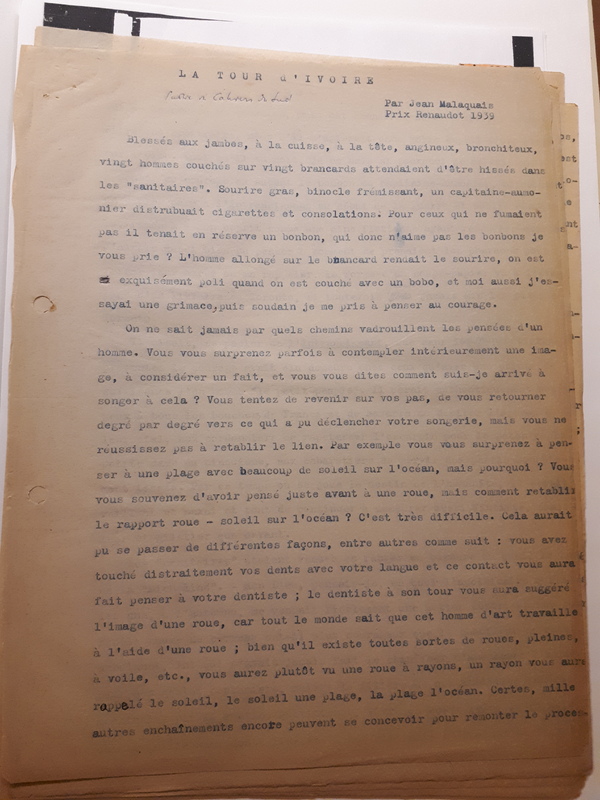 LA TOUR d'IVOIRE
Par Jean Malaquais
Prix Renaudot 1939
Blessés aux jambes, à la cuisse, à la tête, angineux, bronchiteux,
vingt hommes couchés sur vingt brancards attendaient d'être hissés dans
les "sanitaires". Sourire gras, binocle frémissant, un capitaine-aumo-
nier distrubuait cigarettes et consolations. Pour ceux qui ne fumaient
pas il tenait en réserve un bonbon, qui donc n'aime pas les bonbons je
vous prie ? L'homme allongé sur le brancard rendait le sourire, on est
exquisément poli quand on est couché avec un bobo, et moi aussi j'es-
sayai une grimace, puis soudain je me pris à penser au courage.
On ne sait jamais par quels chemins vadrouillent les pensées d'un
homme. Vous vous surprenez parfois à contempler intérieurement une ima-
ge, à considérer un fait, et vous vous dites comment suis-je arrivé à
songer à cela ? Vous tentez de revenir sur vos pas, de vous retourner
degré par degré vers ce qui a pu déclencher votre songerie, mais vous ne
réussissez pas à retablir le lien. Par exemple vous vous surprenez à pen-
ser à une plage avec beaucoup de soleil sur l'océan, mais pourquoi ? Vous
vous souvenez d'avoir pensé juste avant à une roue, mais comment retablir
le rapport roue - soleil sur l'océan ? C'est très difficile. Cela aurait
pu se passer de différentes façons, entre autres comme suit : vous avez
touché distraitement vos dents avec votre langue et ce contact vous aura
fait penser à votre dentiste ; le dentiste à son tour vous aura suggéré
l'image d'une roue, car tout le monde sait que cet homme d'art travaille
à l'aide d'une roue ; bien qu'il existe toutes sortes de roues, pleines,
à voile, etc., vous aurez plutôt vu une roue à rayons, un rayon vous aura
rappelé le soleil, le soleil une plage, la plage l'océan. Certes, mille
autres enchaînements encore peuvent se concevoir pour remonter le proces-